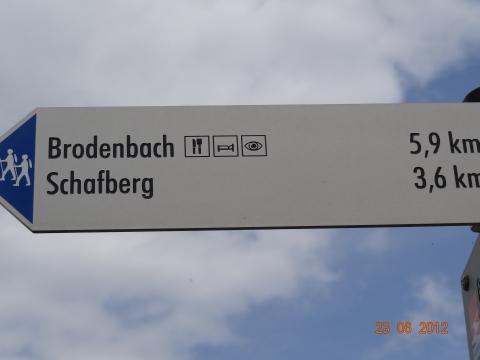 Brodenbach 5,9 km
Schafberg 3,6 km
23 06 2012